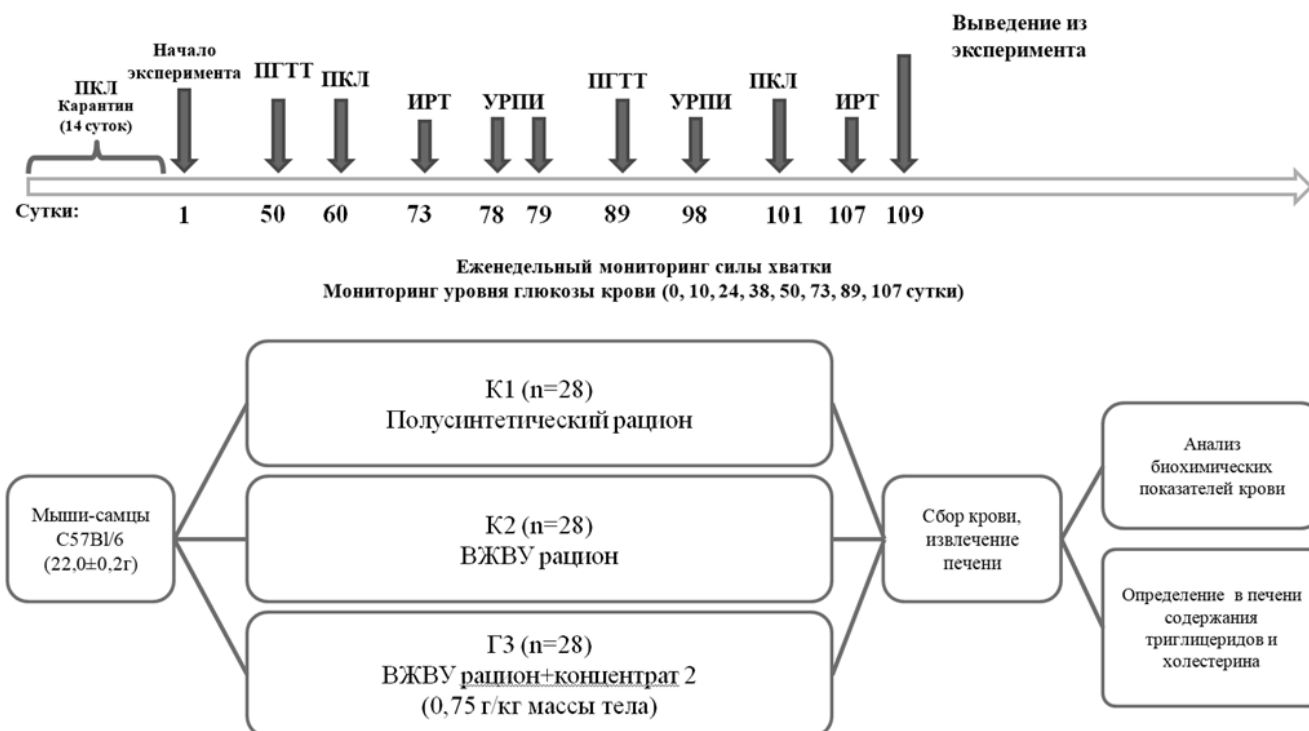 Выведение из
эксперимента
Начало
эксперимента
ПГТТ
ПКЛ
ПГТТ
ПКЛ
ПКЛ
Карантин
(14 суток)
ИРТ
УРПИ
УРПИ
ИРТ
Сутки:
1
50
60
73
78
79
89
98
101
107
109
Еженедельный мониторинг силы хватки
Мониторинг уровня глюкозы крови (0, 10, 24, 38, 50, 73, 89, 107 сутки)
К1 (n=28)
Полусинтетический рацион
Мыши-самцы
C57Bl/6
(22,0±0,2г)
К2 (n=28)
ВЖВУ рацион
Г3 (n=28)
ВЖВУ рацион+концентрат 2
(0,75 г/кг массы тела)
Сбор крови,
извлечение
печени
Анализ
биохимических
показателей крови
Определение в печени
содержания
триглицеридов и
холестерина